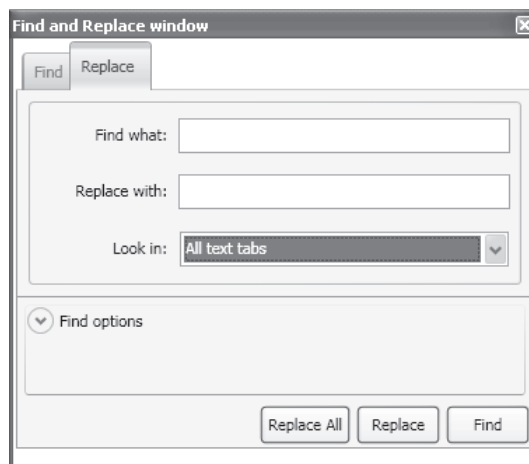 Find and Replace window
Find Replace
Find what:
Replace with:
Look in: All text tabs
Find options
Replace All Replace Find